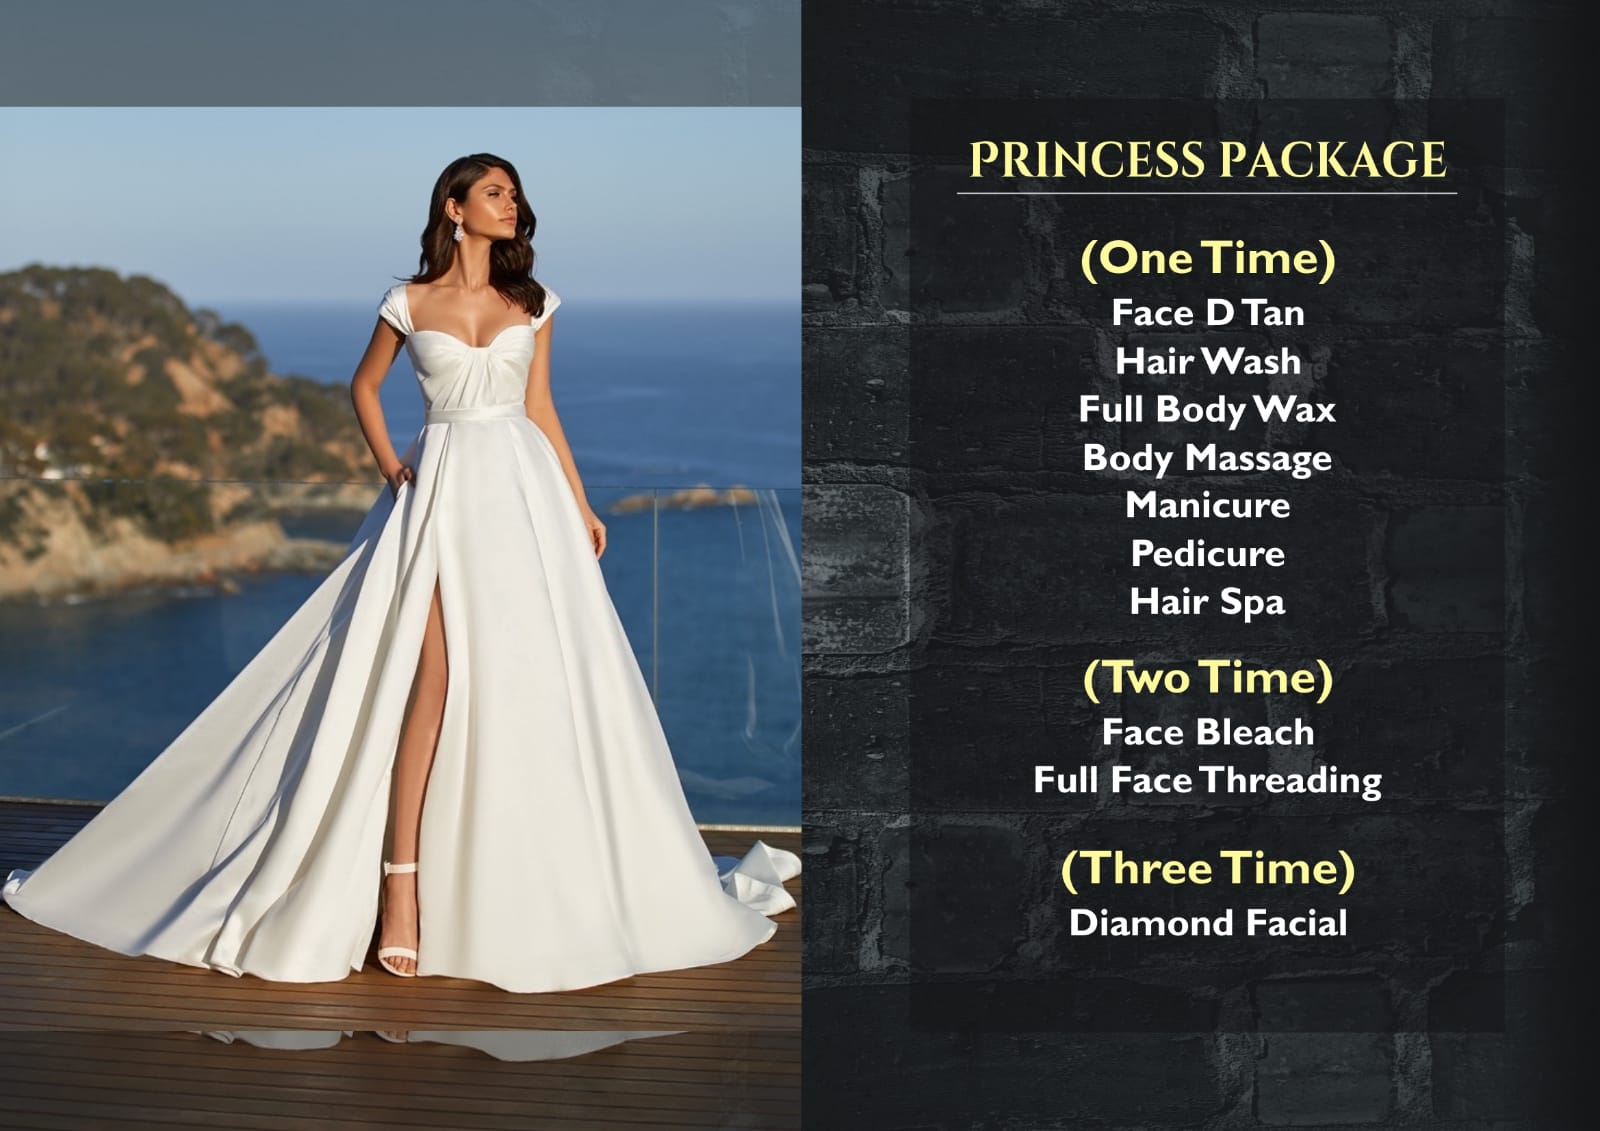 PRINCESS PACKAGE
(One Time)
Face D Tan
Hair Wash
Full Body Wax
Body Massage
Manicure
Pedicure
Hair Spa
(Two Time)
Face Bleach
Full Face Threading
(Three Time)
Diamond Facial